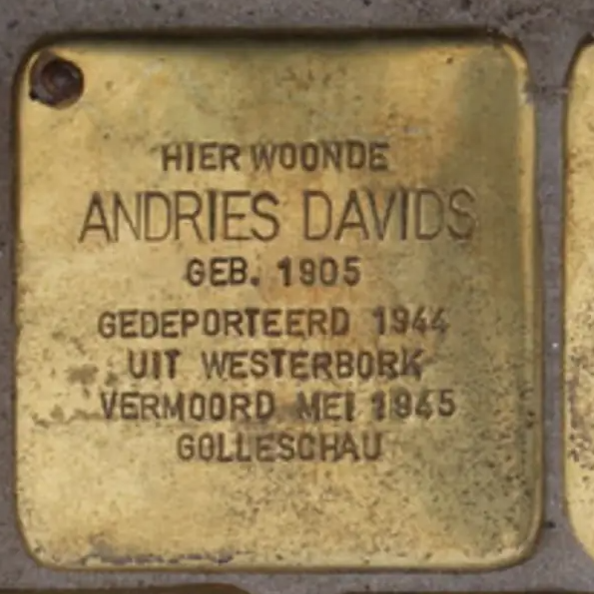 HIER WOONDE
ANDRIES DAVIDS
GEB. 1905
GEDEPORTEERD 1944
UIT WESTERBORK
VERMOORD MEI 1945
GOLLESCHAU